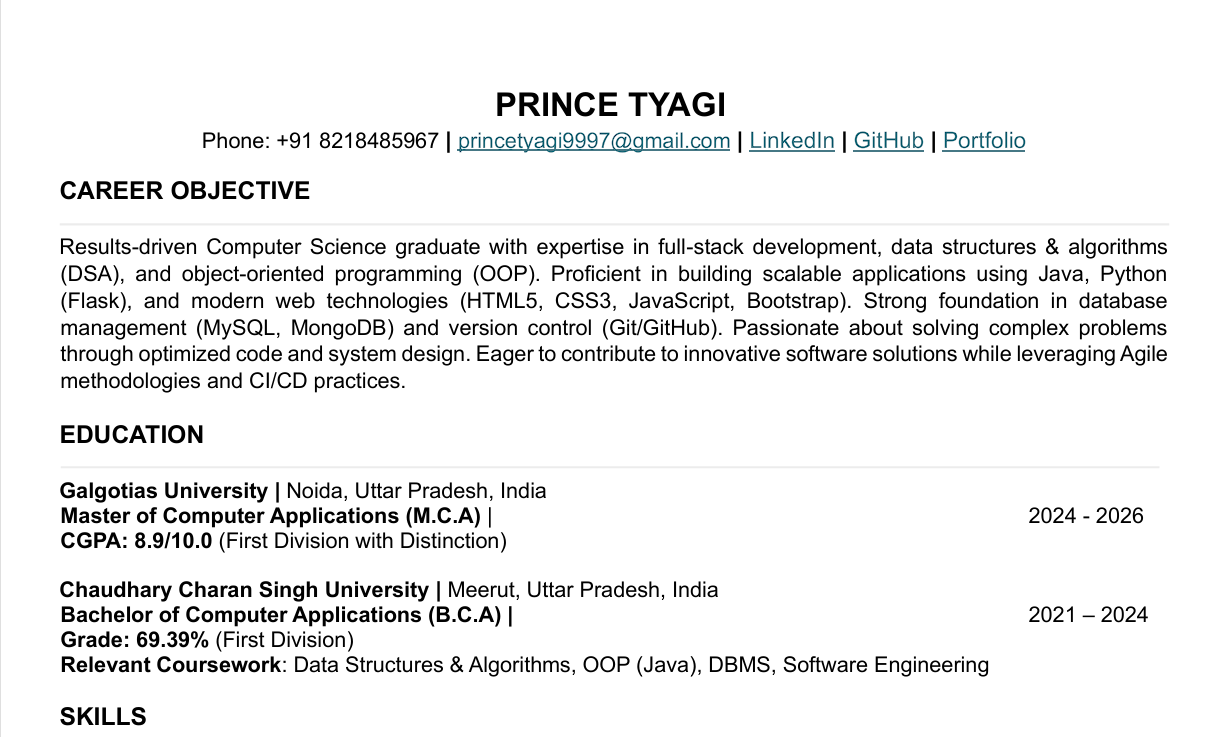 PRINCE TYAGI
Phone: +91 8218485967 | princetyagi9997@gmail.com | LinkedIn | GitHub | Portfolio
CAREER OBJECTIVE
Results-driven Computer Science graduate with expertise in full-stack development, data structures & algorithms
(DSA), and object-oriented programming (OOP). Proficient in building scalable applications using Java, Python
(Flask), and modern web technologies (HTML5, CSS3, JavaScript, Bootstrap). Strong foundation in database
management (MySQL, MongoDB) and version control (Git/GitHub). Passionate about solving complex problems
through optimized code and system design. Eager to contribute to innovative software solutions while leveraging Agile
methodologies and CI/CD practices.
EDUCATION
Galgotias University | Noida, Uttar Pradesh, India
Master of Computer Applications (M.C.A) | 2024 - 2026
CGPA: 8.9/10.0 (First Division with Distinction)
Chaudhary Charan Singh University | Meerut, Uttar Pradesh, India
Bachelor of Computer Applications (B.C.A) | 2021 – 2024
Grade: 69.39% (First Division)
Relevant Coursework: Data Structures & Algorithms, OOP (Java), DBMS, Software Engineering
SKILLS